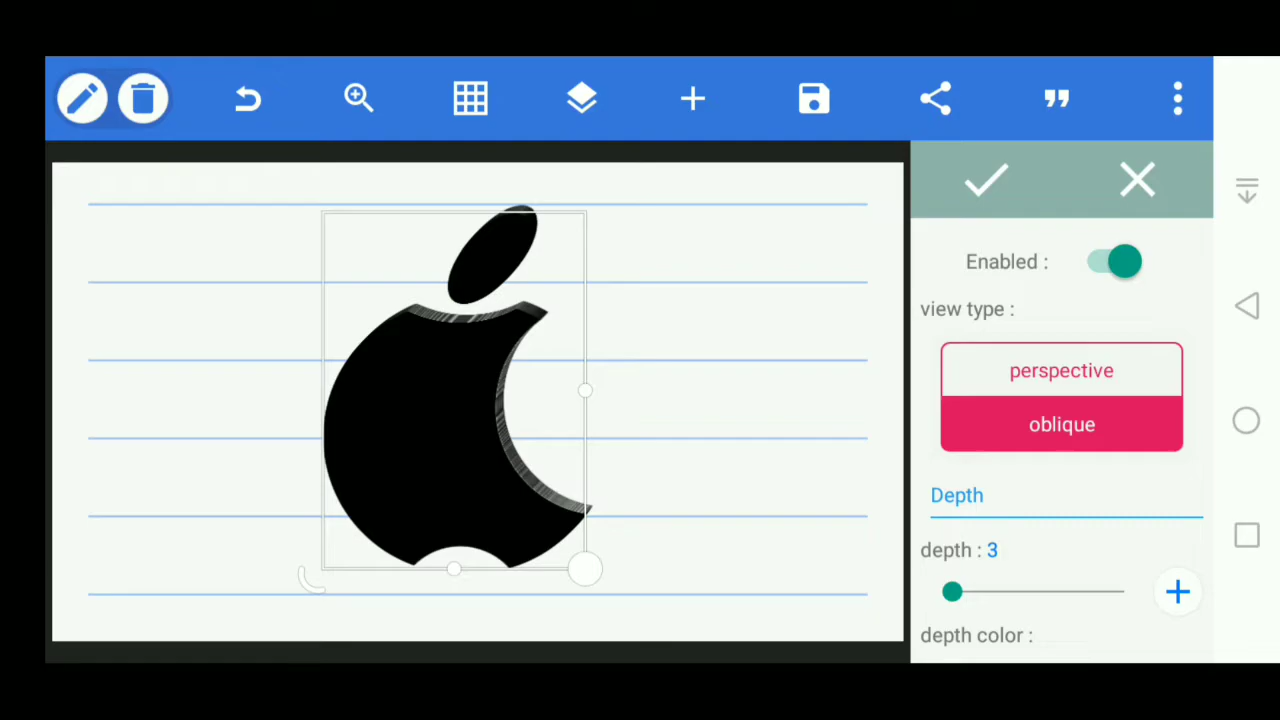 Enabled :
view type :
perspective
oblique
Depth
depth : 3
depth color :